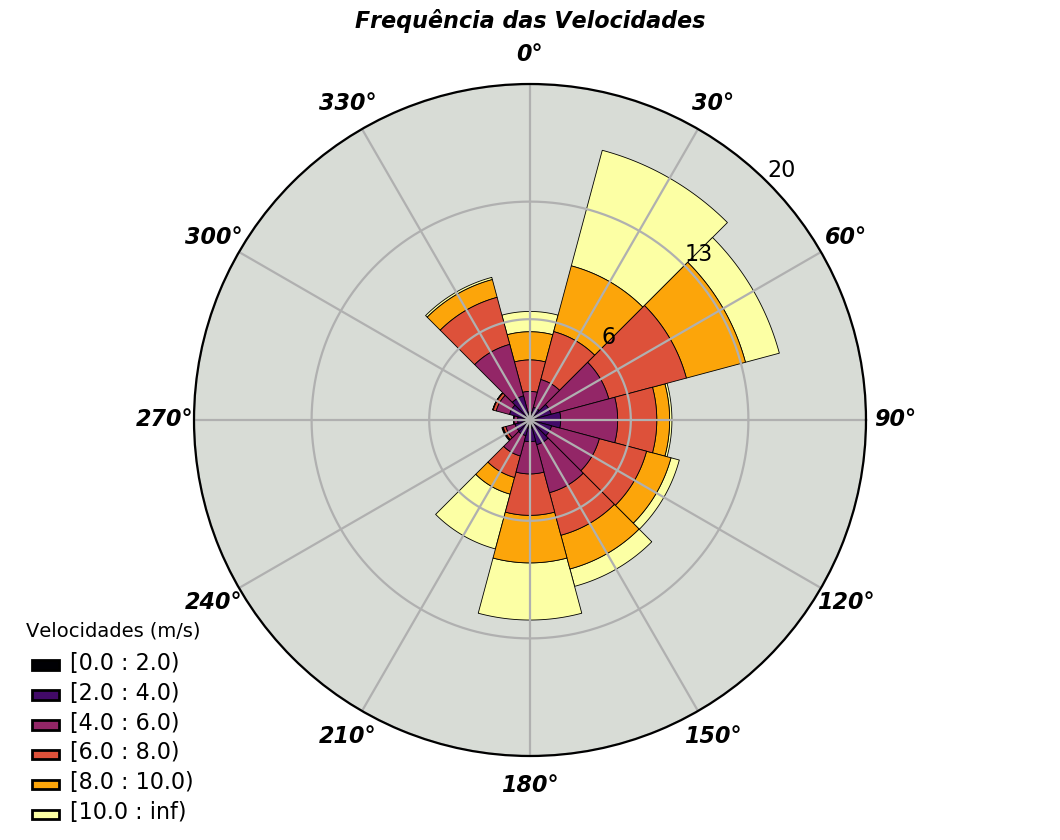 Frequência das Velocidades
0°
330°
30°
20
300°
60°
13
6
270°
90°
240°
120°
210°
150°
180°
Velocidades (m/s)
[0.0 : 2.0)
[2.0 : 4.0)
[4.0 : 6.0)
[6.0 : 8.0)
[8.0 : 10.0)
[10.0 : inf)